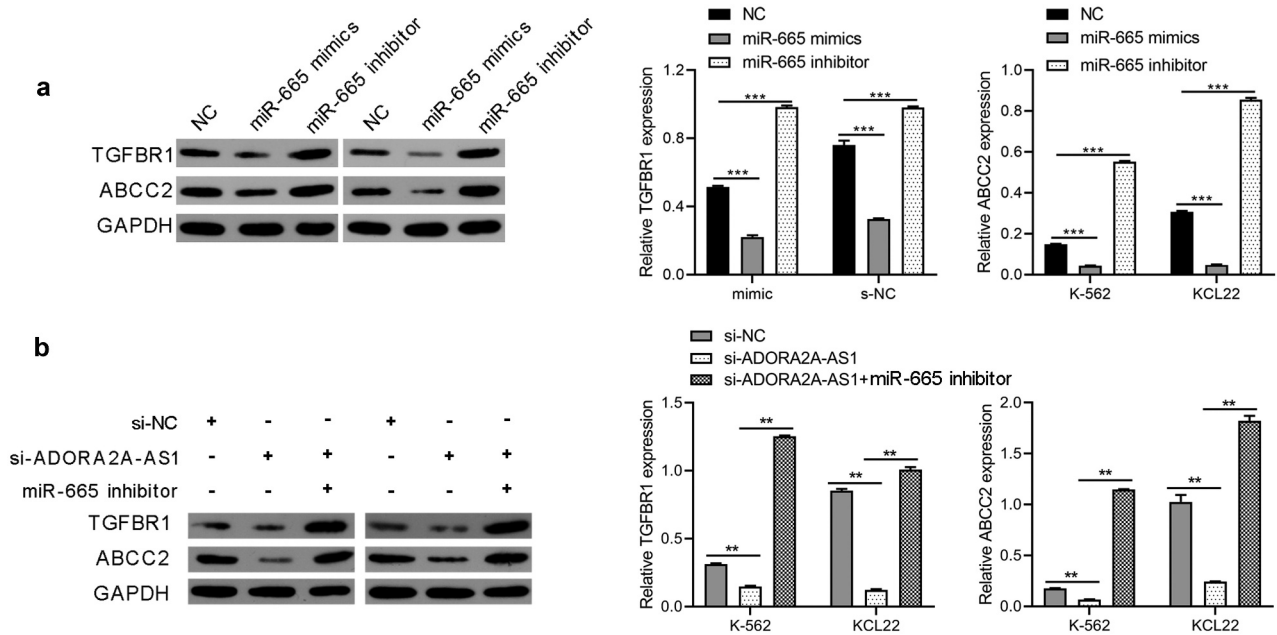 a
NC
miR-665 mimics
miR-665 inhibitor
NC
miR-665 mimics
miR-665 inhibitor
TGFBR1
ABCC2
GAPDH
NC
miR-665 mimics
miR-665 inhibitor
Relative TGFBR1 expression
1.2
0.8
0.4
0.0
***
***
***
***
mimic
s-NC
NC
miR-665 mimics
miR-665 inhibitor
Relative ABCC2 expression
1.0
0.8
0.6
0.4
0.2
0.0
***
***
***
***
K-562
KCL22
b
si-NC + - - + - -
si-ADORA2A-AS1 - + + - + +
miR-665 inhibitor - - + - - +
TGFBR1
ABCC2
GAPDH
si-NC
si-ADORA2A-AS1
si-ADORA2A-AS1+miR-665 inhibitor
Relative TGFBR1 expression
1.5
1.0
0.5
0.0
**
**
**
**
K-562
KCL22
Relative ABCC2 expression
2.0
1.5
1.0
0.5
0.0
**
**
**
**
K-562
KCL22